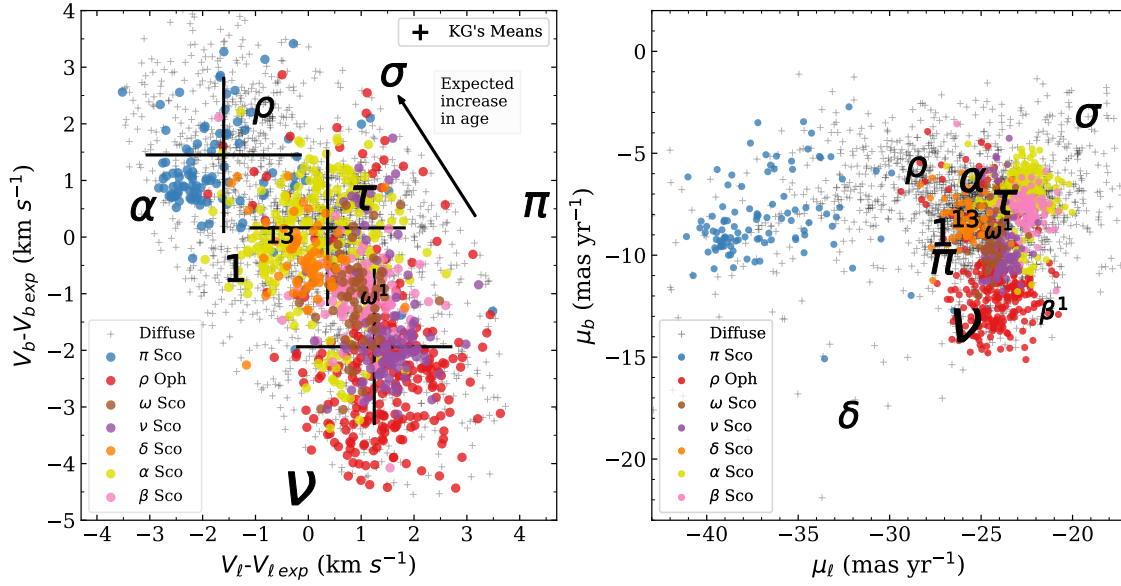 4
3
2
1
0
−1
−2
−3
−4
−5
V_b-V_{b exp} (km s⁻¹)
−4 −3 −2 −1 0 1 2 3 4
V_ℓ-V_{ℓ exp} (km s⁻¹)
+ KG's Means
Expected
increase
in age
σ
ρ
α
τ
π
13
1
ω¹
ν
Diffuse
π Sco
ρ Oph
ω Sco
ν Sco
δ Sco
α Sco
β Sco
0
−5
−10
−15
−20
μ_b (mas yr⁻¹)
−40 −35 −30 −25 −20
μ_ℓ (mas yr⁻¹)
σ
ρ
α
τ
13
1
ω¹
π
β¹
ν
δ
Diffuse
π Sco
ρ Oph
ω Sco
ν Sco
δ Sco
α Sco
β Sco